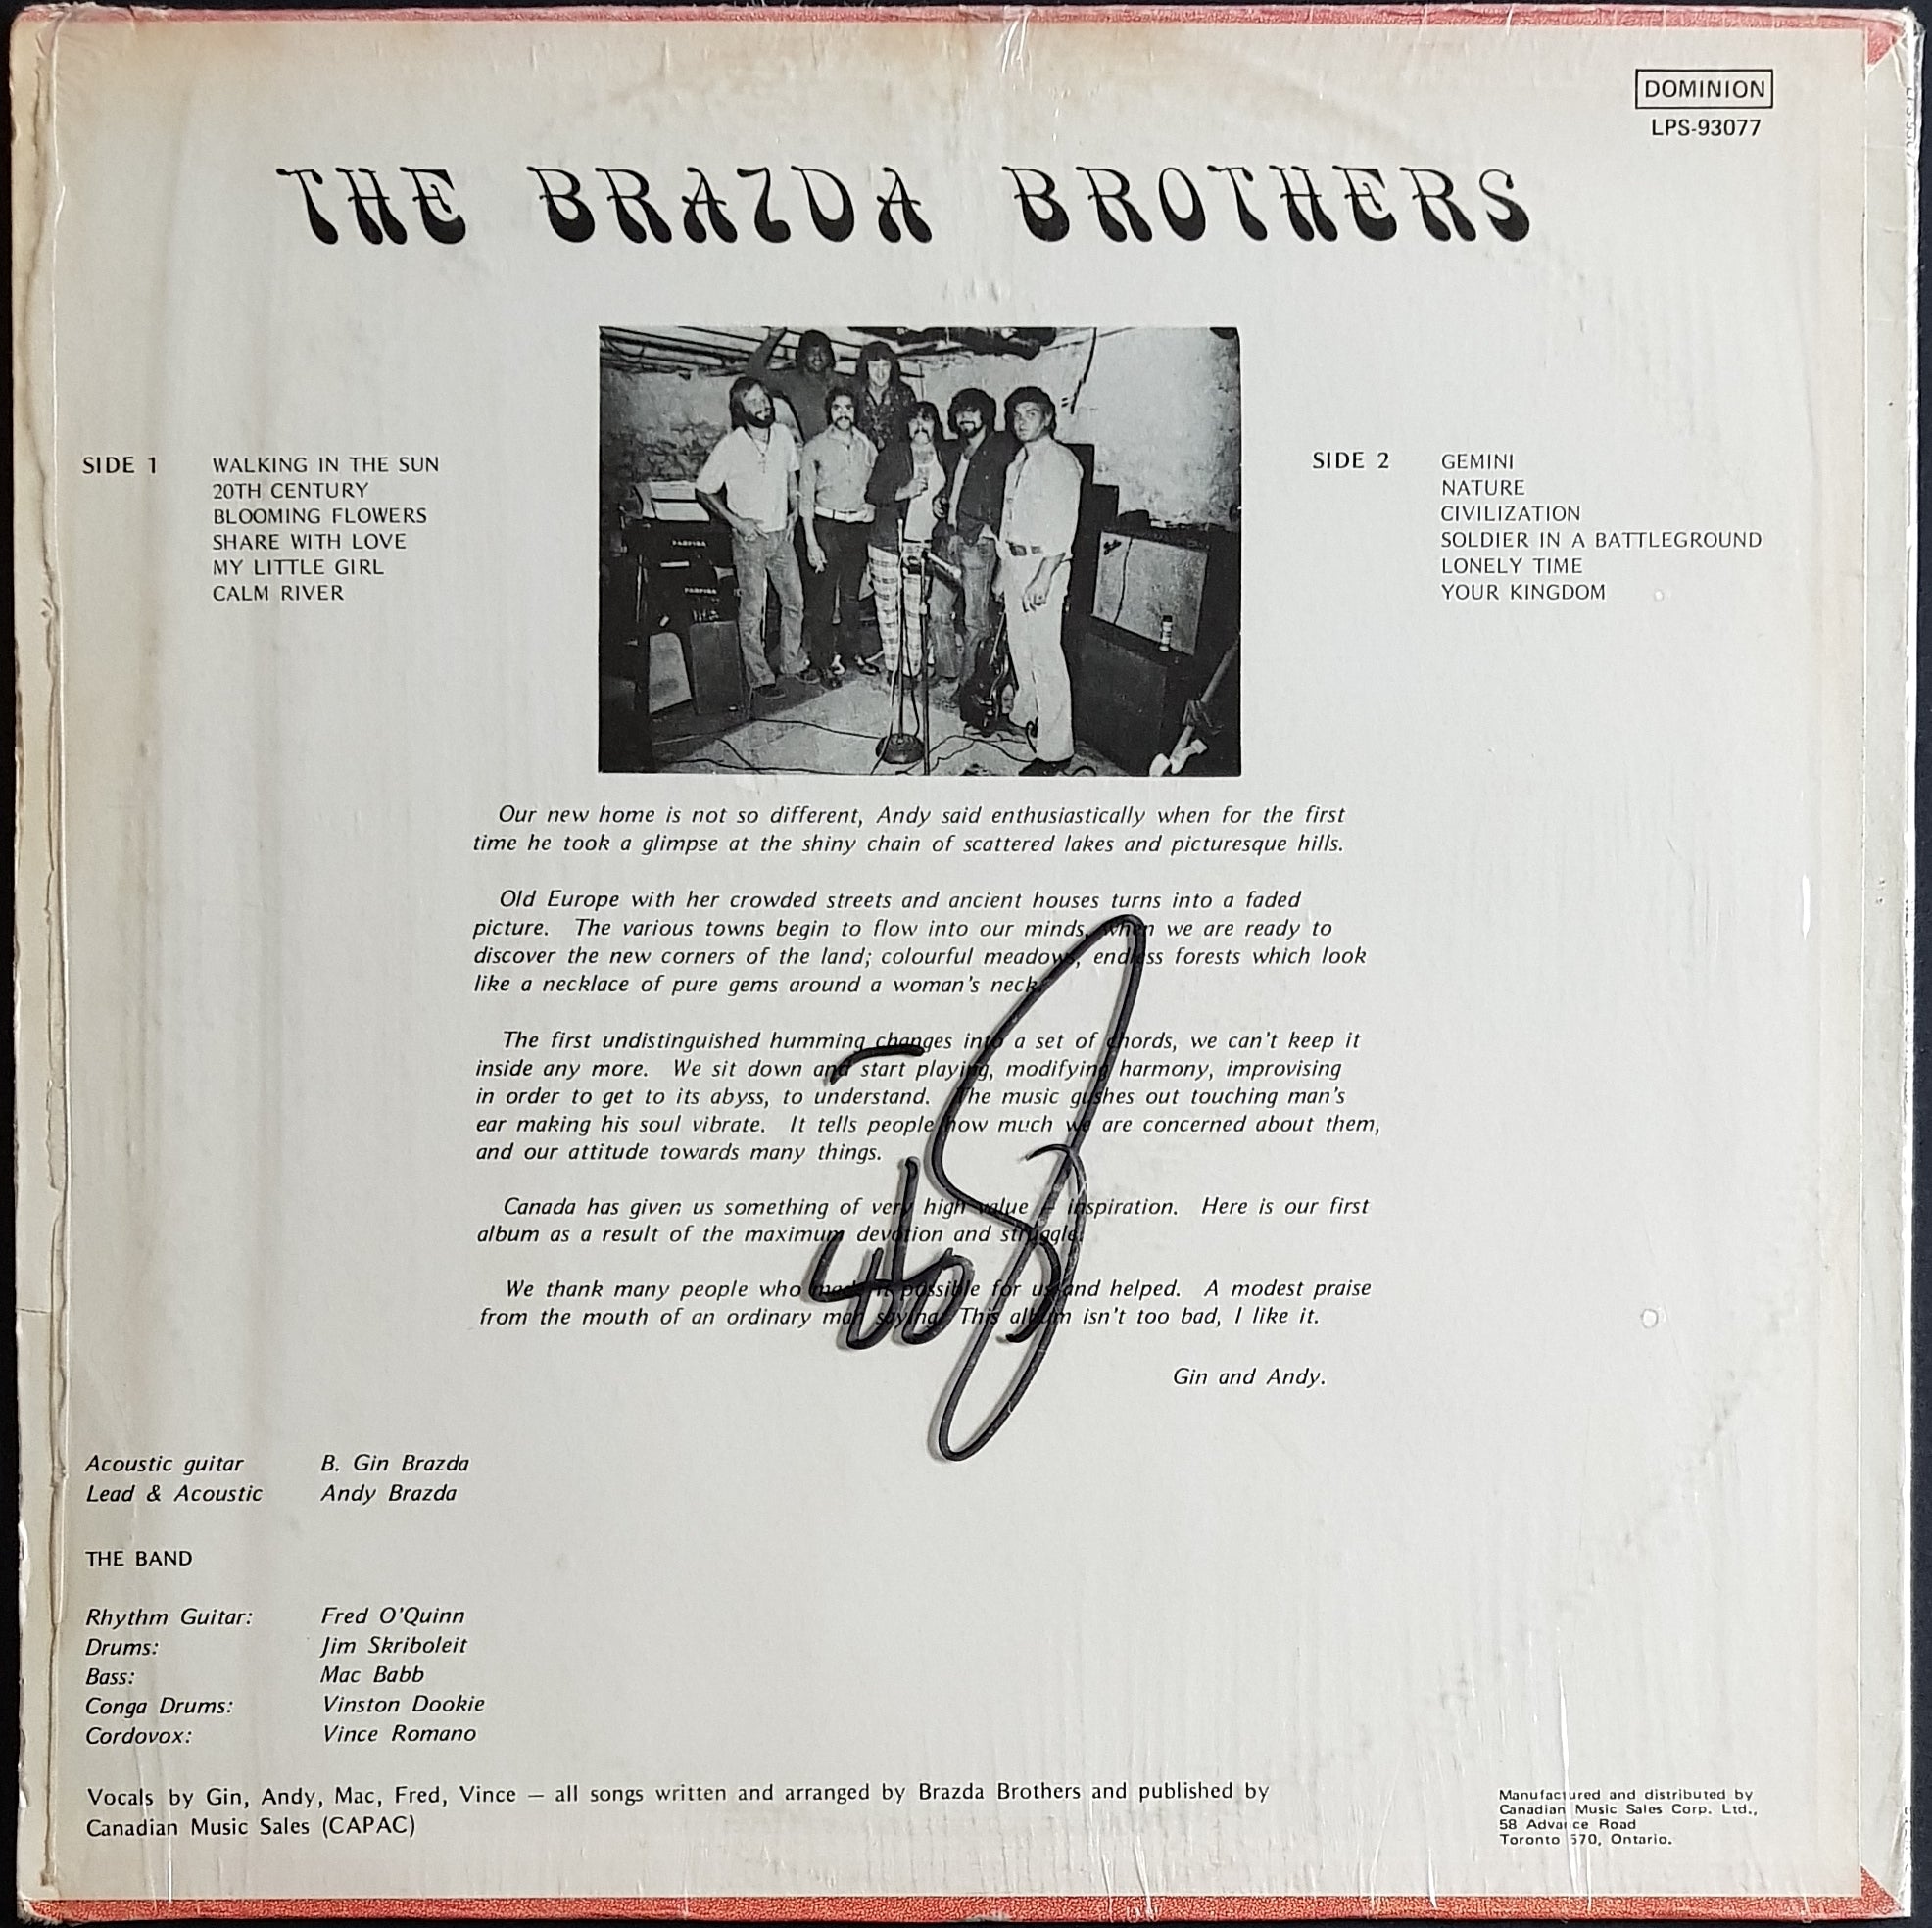 DOMINION
LPS-93077
THE BRAZDA BROTHERS
SIDE 1
WALKING IN THE SUN
20TH CENTURY
BLOOMING FLOWERS
SHARE WITH LOVE
MY LITTLE GIRL
CALM RIVER
FARFISA
FARFISA
SIDE 2
GEMINI
NATURE
CIVILIZATION
SOLDIER IN A BATTLEGROUND
LONELY TIME
YOUR KINGDOM
Our new home is not so different, Andy said enthusiastically when for the first
time he took a glimpse at the shiny chain of scattered lakes and picturesque hills.
Old Europe with her crowded streets and ancient houses turns into a faded
picture. The various towns begin to flow into our minds, when we are ready to
discover the new corners of the land; colourful meadows, endless forests which look
like a necklace of pure gems around a woman's neck.
The first undistinguished humming changes into a set of chords, we can't keep it
inside any more. We sit down and start playing, modifying harmony, improvising
in order to get to its abyss, to understand. The music gushes out touching man's
ear making his soul vibrate. It tells people how much we are concerned about them,
and our attitude towards many things.
Canada has given us something of very high value – inspiration. Here is our first
album as a result of the maximum devotion and struggle.
We thank many people who made it possible for us and helped. A modest praise
from the mouth of an ordinary man saying, This album isn't too bad, I like it.
Gin and Andy.
Acoustic guitar B. Gin Brazda
Lead & Acoustic Andy Brazda
THE BAND
Rhythm Guitar: Fred O'Quinn
Drums: Jim Skriboleit
Bass: Mac Babb
Conga Drums: Vinston Dookie
Cordovox: Vince Romano
Vocals by Gin, Andy, Mac, Fred, Vince — all songs written and arranged by Brazda Brothers and published by
Canadian Music Sales (CAPAC)
Manufactured and distributed by
Canadian Music Sales Corp. Ltd.,
58 Advance Road
Toronto 570, Ontario.